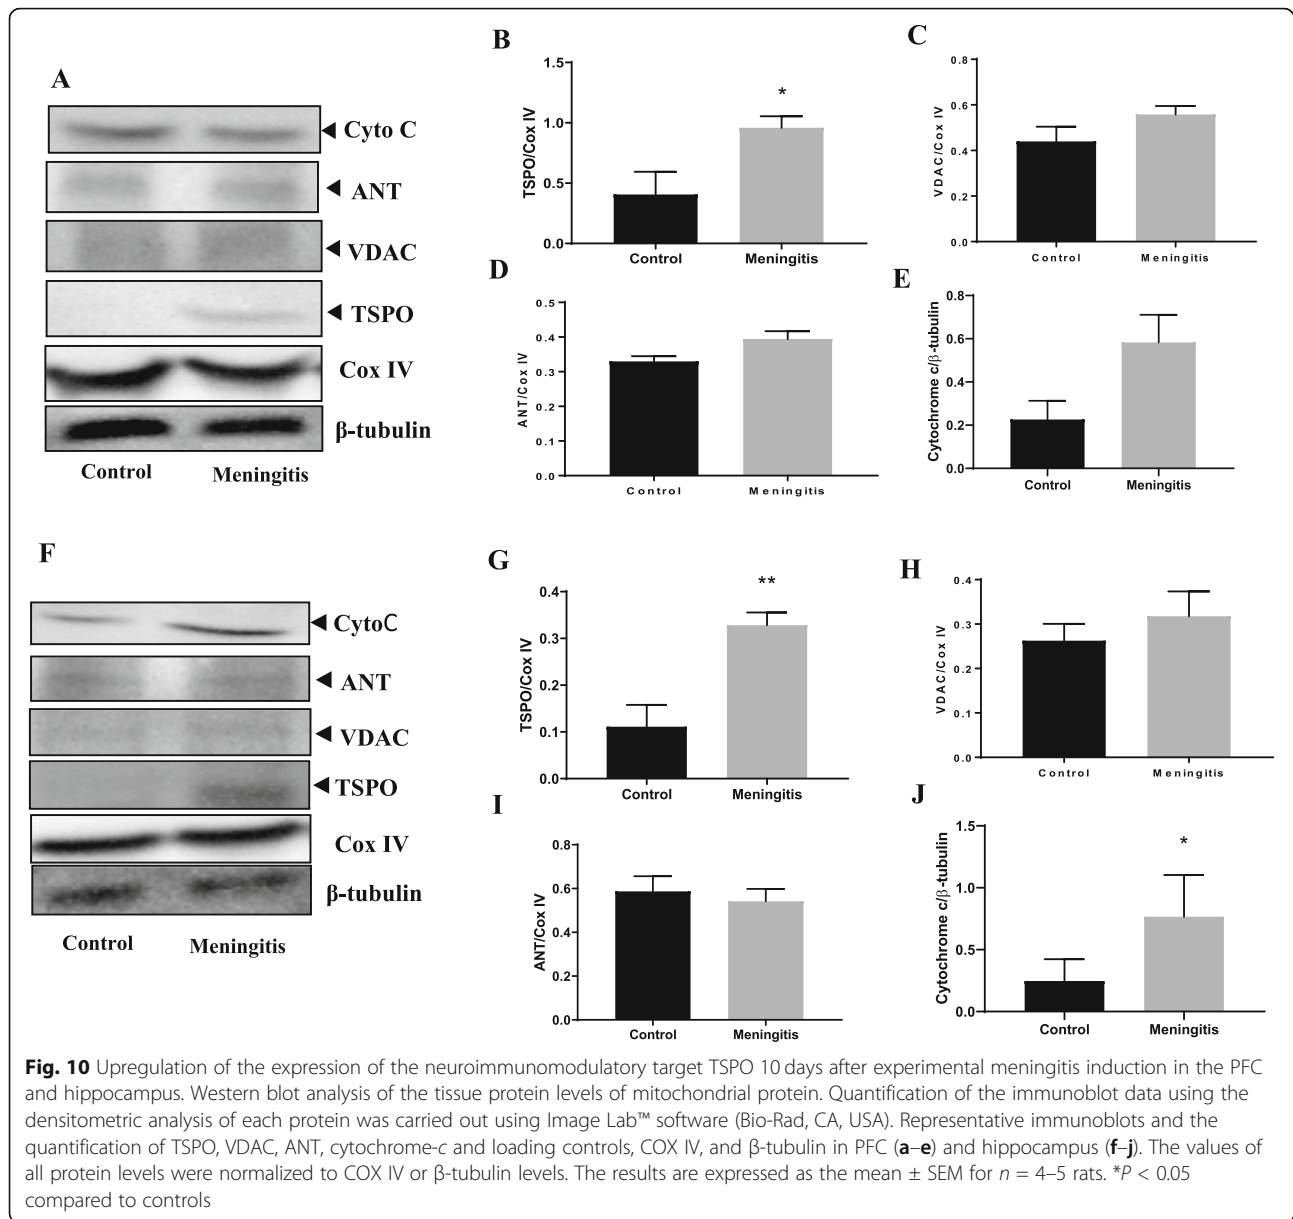 A
Cyto C
ANT
VDAC
TSPO
Cox IV
β-tubulin
Control Meningitis
B
TSPO/Cox IV
1.5
1.0
0.5
0.0
*
Control Meningitis
C
VDAC/Cox IV
0.8
0.6
0.4
0.2
0.0
Control Meningitis
D
ANT/Cox IV
0.5
0.4
0.3
0.1
0.0
Control Meningitis
E
Cytochrome c/β-tubulin
0.8
0.6
0.4
0.2
0.0
Control Meningitis
F
CytoC
ANT
VDAC
TSPO
Cox IV
β-tubulin
Control Meningitis
G
TSPO/Cox IV
0.4
0.3
0.2
0.1
0.0
**
Control Meningitis
H
VDAC/Cox IV
0.4
0.3
0.2
0.1
0.0
Control Meningitis
I
ANT/Cox IV
0.8
0.6
0.4
0.2
0.0
Control Meningitis
J
Cytochrome c/β-tubulin
1.5
1.0
0.5
0.0
*
Control Meningitis
Fig. 10 Upregulation of the expression of the neuroimmunomodulatory target TSPO 10 days after experimental meningitis induction in the PFC
and hippocampus. Western blot analysis of the tissue protein levels of mitochondrial protein. Quantification of the immunoblot data using the
densitometric analysis of each protein was carried out using Image Lab™ software (Bio-Rad, CA, USA). Representative immunoblots and the
quantification of TSPO, VDAC, ANT, cytochrome-c and loading controls, COX IV, and β-tubulin in PFC (a–e) and hippocampus (f–j). The values of
all protein levels were normalized to COX IV or β-tubulin levels. The results are expressed as the mean ± SEM for n = 4–5 rats. *P < 0.05
compared to controls